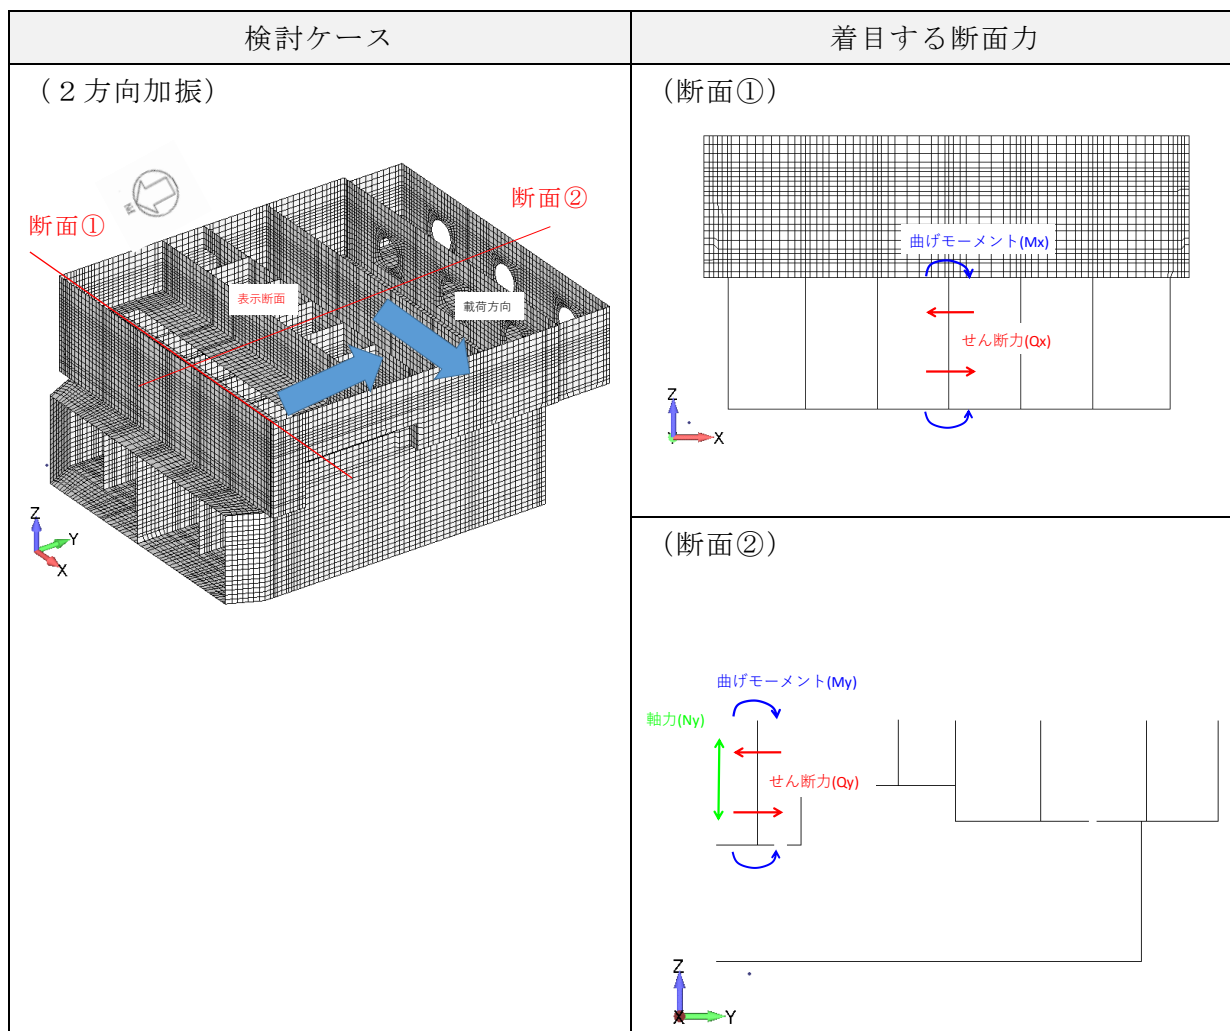 検討ケース
着目する断面力
（２方向加振）
断面①
断面②
表示断面
載荷方向
Z
Y
X
（断面①）
曲げモーメント(Mx)
せん断力(Qx)
Z
X
（断面②）
曲げモーメント(My)
軸力(Ny)
せん断力(Qy)
Z
X
Y